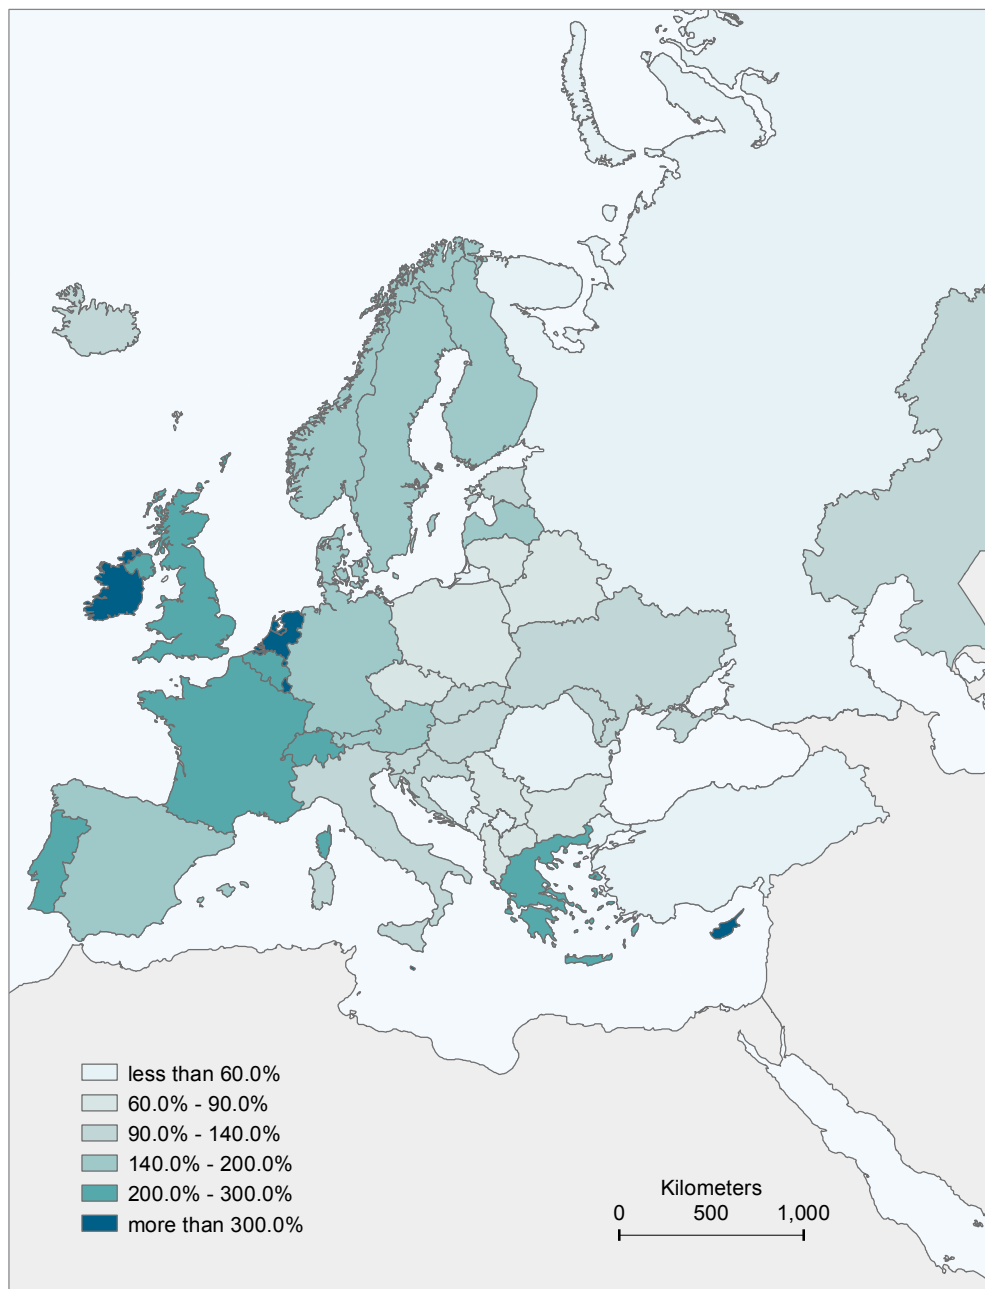 less than 60.0%
60.0% - 90.0%
90.0% - 140.0%
140.0% - 200.0%
200.0% - 300.0%
more than 300.0%
Kilometers
0 500 1,000